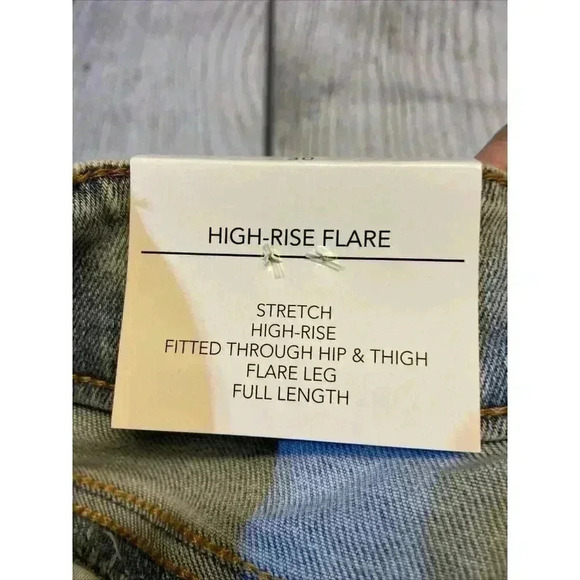 HIGH-RISE FLARE
STRETCH
HIGH-RISE
FITTED THROUGH HIP & THIGH
FLARE LEG
FULL LENGTH